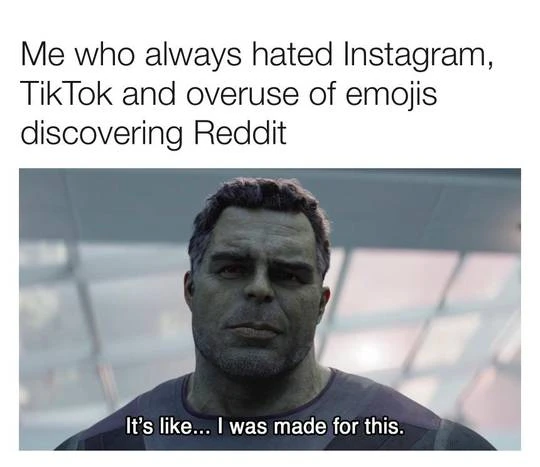 Me who always hated Instagram,
TikTok and overuse of emojis
discovering Reddit
It's like... I was made for this.